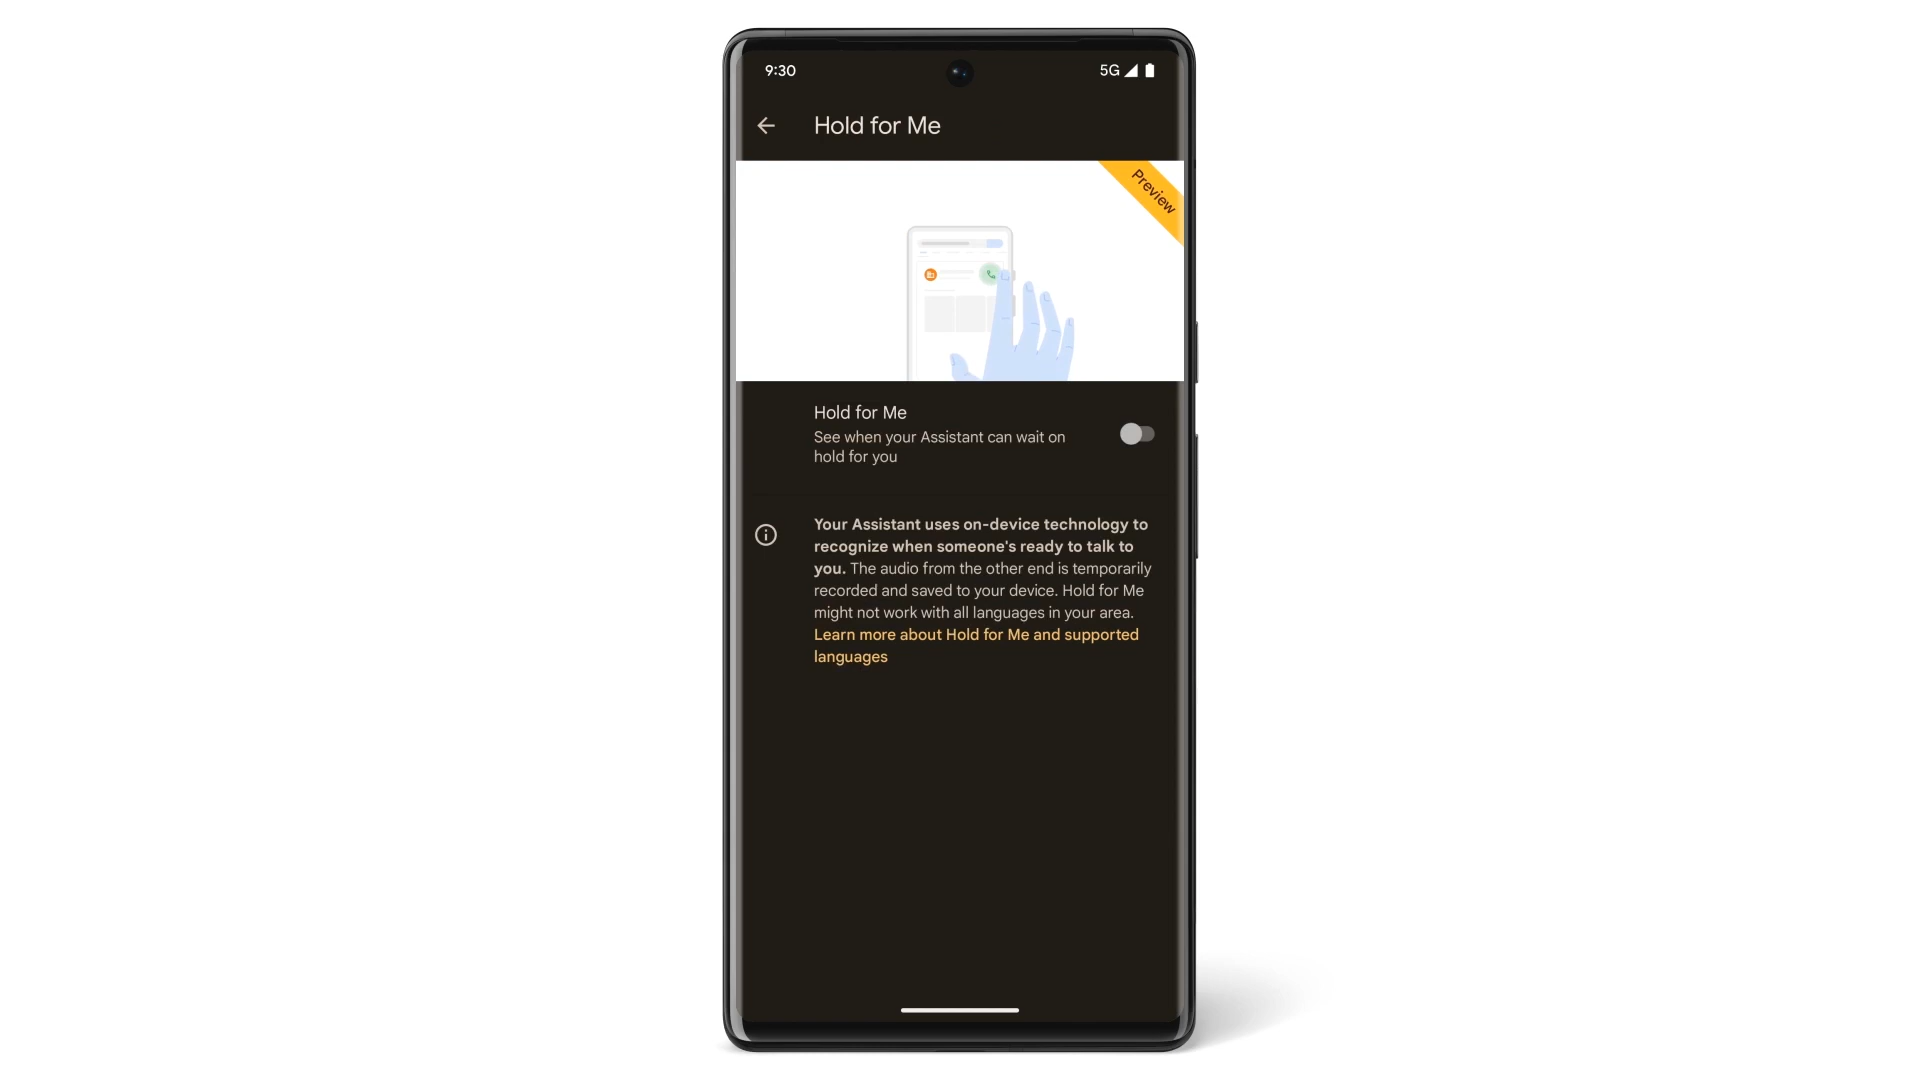 9:30
5G
Hold for Me
Preview
Hold for Me
See when your Assistant can wait on
hold for you
Your Assistant uses on-device technology to
recognize when someone's ready to talk to
you. The audio from the other end is temporarily
recorded and saved to your device. Hold for Me
might not work with all languages in your area.
Learn more about Hold for Me and supported
languages